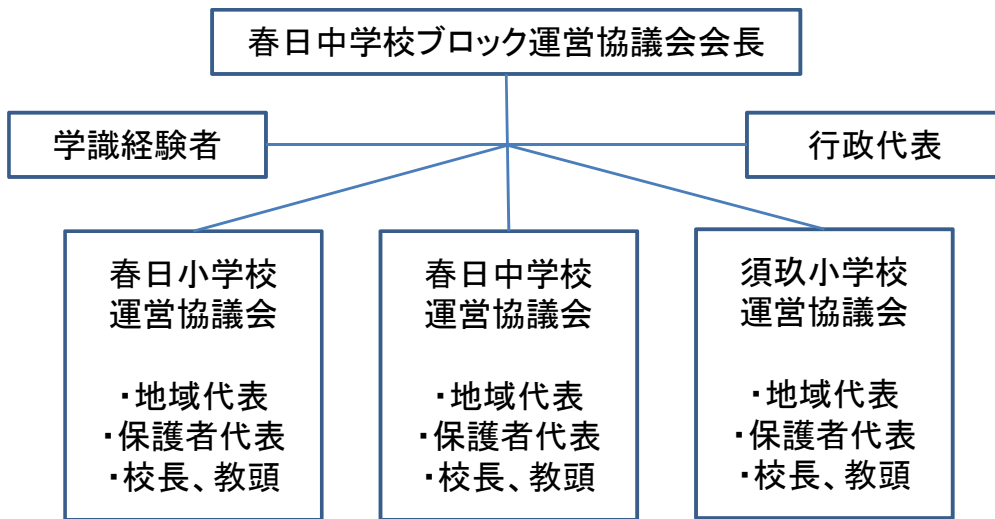 春日中学校ブロック運営協議会会長
学識経験者
行政代表
春日小学校
運営協議会
・地域代表
・保護者代表
・校長、教頭
春日中学校
運営協議会
・地域代表
・保護者代表
・校長、教頭
須玖小学校
運営協議会
・地域代表
・保護者代表
・校長、教頭